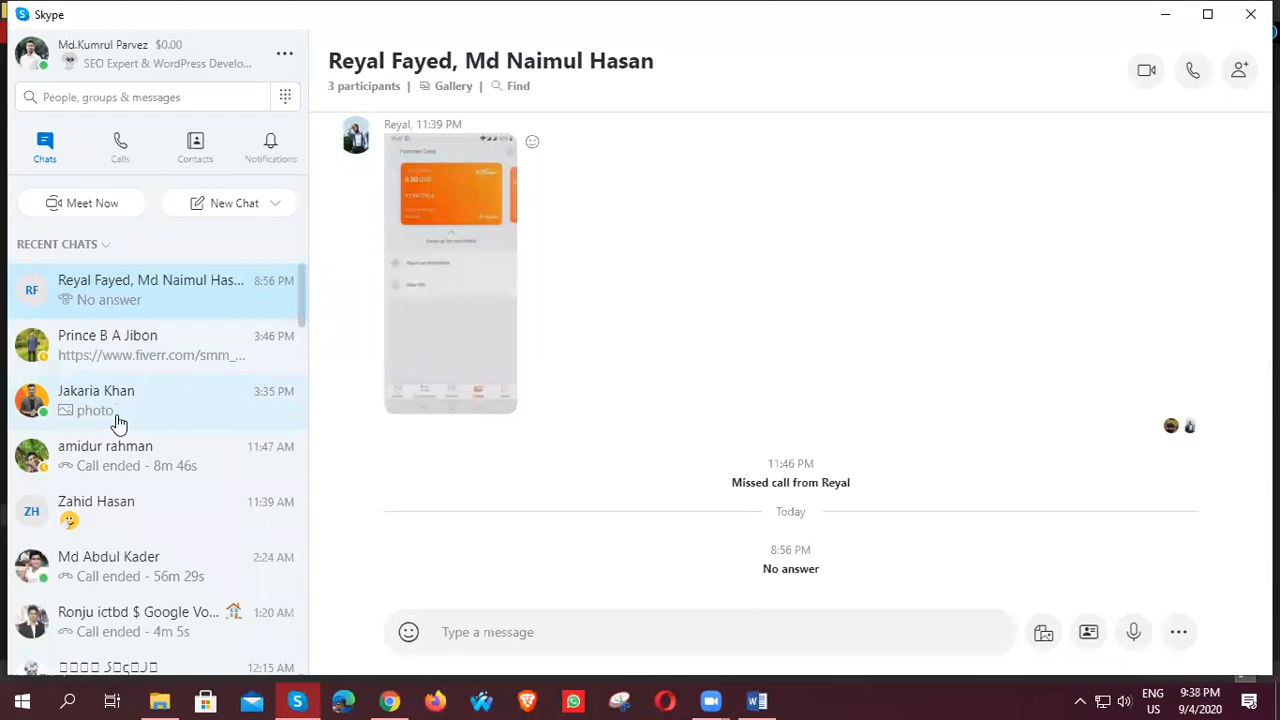 Skype
Md.Kumrul Parvez $0.00
SEO Expert & WordPress Develo...
People, groups & messages
Chats
Calls
Contacts
Notifications
Meet Now
New Chat
RECENT CHATS
Reyal Fayed, Md Naimul Has... 8:56 PM
No answer
Prince B A Jibon 3:46 PM
https://www.fiverr.com/smm_...
Jakaria Khan 3:35 PM
photo
amidur rahman 11:47 AM
Call ended - 8m 46s
ZH
Zahid Hasan 11:39 AM
Md Abdul Kader 2:24 AM
Call ended - 56m 29s
Ronju ictbd $ Google Vo... 1:20 AM
Call ended - 4m 5s
12:15 AM
RF
Reyal Fayed, Md Naimul Hasan
3 participants | Gallery | Find
Reyal, 11:39 PM
0.00 USD
11:46 PM
Missed call from Reyal
Today
8:56 PM
No answer
Type a message
ENG
US
9:38 PM
9/4/2020